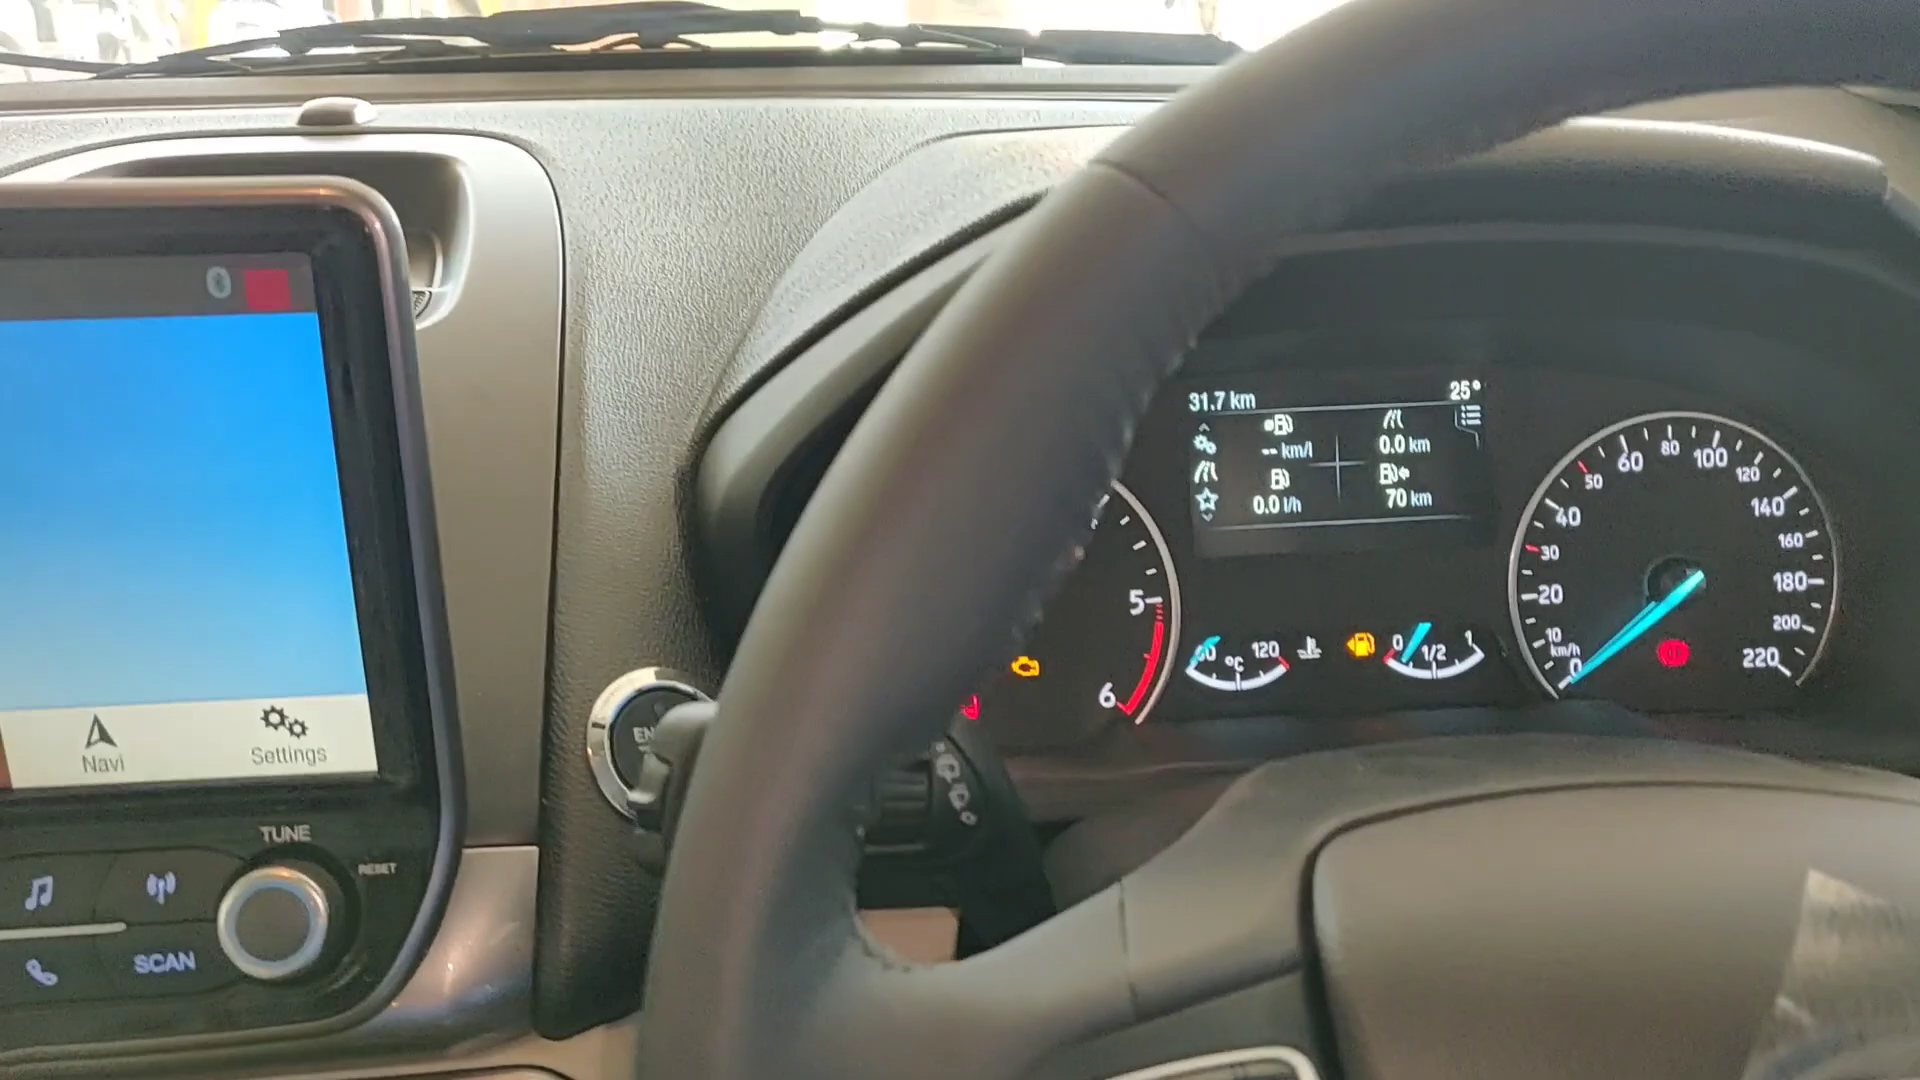 31.7 km
25°
-- km/l
0.0 km
0.0 l/h
70 km
5
6
60
°C
120
0
1/2
1
0
10
km/h
20
30
40
50
60
80
100
120
140
160
180
200
220
Navi
Settings
TUNE
RESET
SCAN